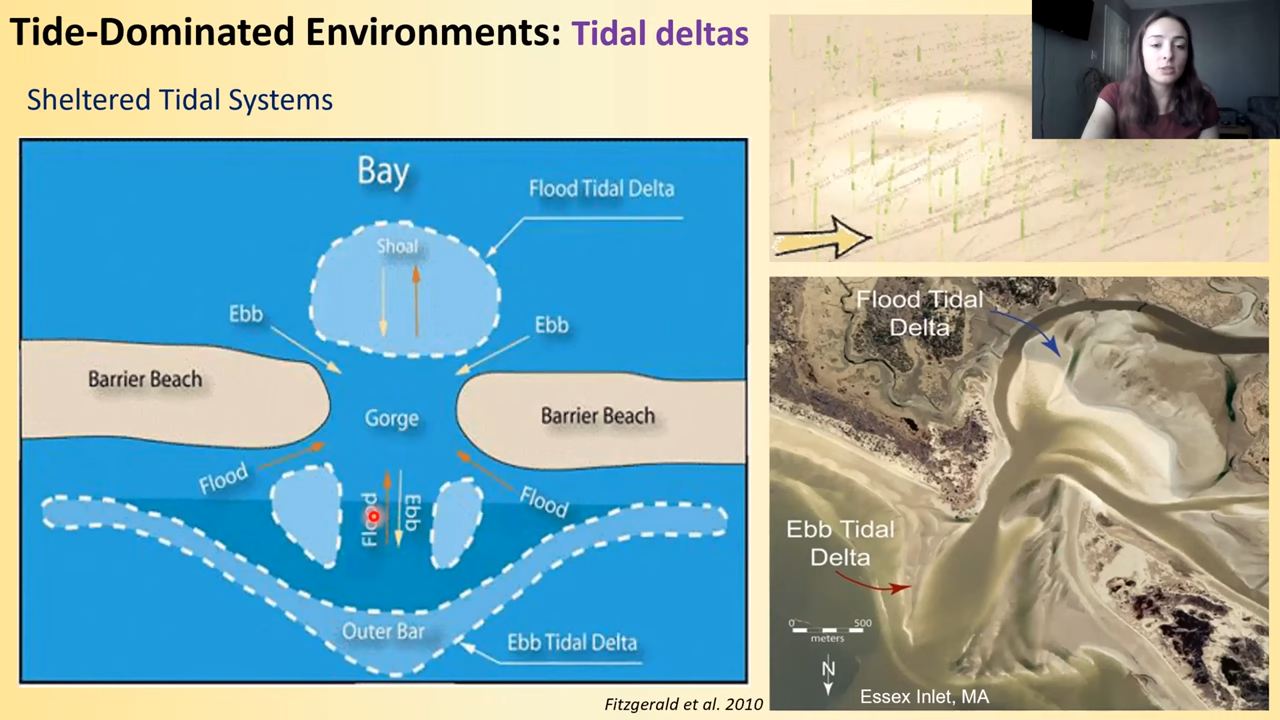 Tide-Dominated Environments: Tidal deltas
Sheltered Tidal Systems
Bay
Flood Tidal Delta
Shoal
Ebb
Ebb
Barrier Beach
Gorge
Barrier Beach
Flood
Flood
Ebb
Flood
Outer Bar
Ebb Tidal Delta
Fitzgerald et al. 2010
Flood Tidal
Delta
Ebb Tidal
Delta
0
500
meters
N
Essex Inlet, MA